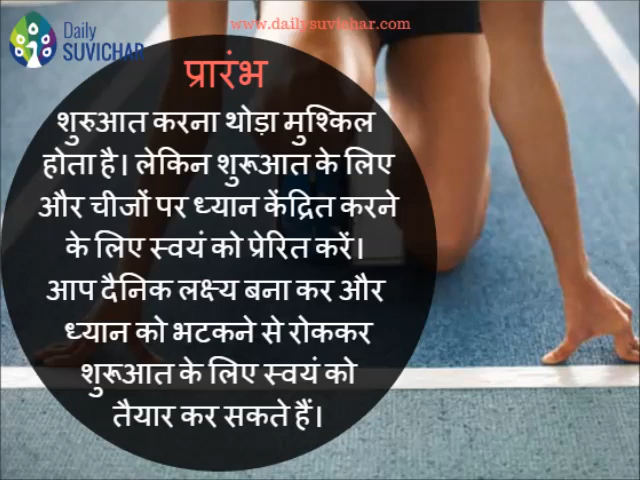 www.dailysuvichar.com
Daily
SUVICHAR
प्रारंभ
शुरुआत करना थोड़ा मुश्किल
होता है। लेकिन शुरूआत के लिए
और चीजों पर ध्यान केंद्रित करने
के लिए स्वयं को प्रेरित करें।
आप दैनिक लक्ष्य बना कर और
ध्यान को भटकने से रोककर
शुरूआत के लिए स्वयं को
तैयार कर सकते हैं।